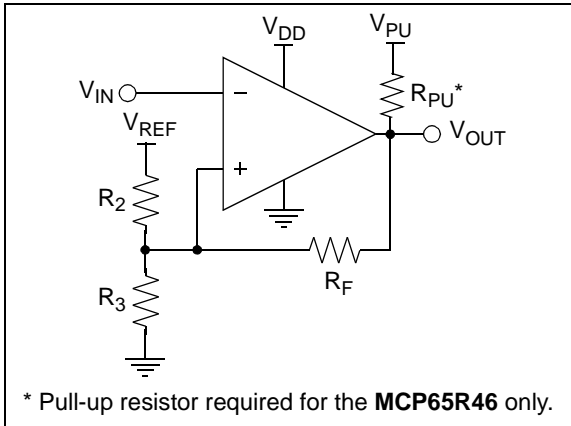 V_DD
V_PU
V_IN
−
R_PU*
V_REF
V_OUT
+
R_2
R_F
R_3
* Pull-up resistor required for the MCP65R46 only.